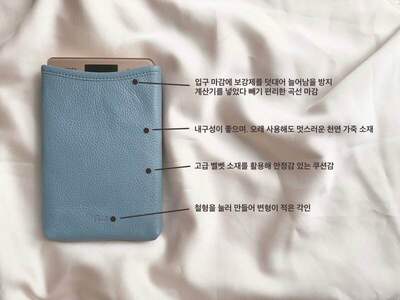 입구 마감에 보강제를 덧대어 늘어남을 방지
계산기를 넣었다 빼기 편리한 곡선 마감
내구성이 좋으며, 오래 사용해도 멋스러운 천연 가죽 소재
고급 벨벳 소재를 활용해 안정감 있는 쿠션감
철형을 눌러 만들어 변형이 적은 각인